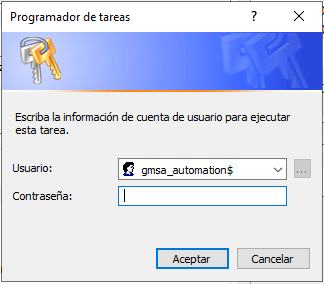 Programador de tareas
Escriba la información de cuenta de usuario para ejecutar
esta tarea.
Usuario: gmsa_automation$ ...
Contraseña:
Aceptar Cancelar